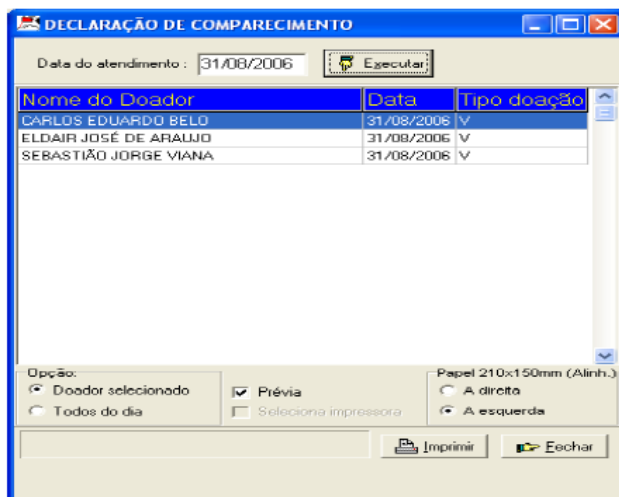 DECLARAÇÃO DE COMPARECIMENTO
Data do atendimento : 31/08/2006 Executar
Nome do Doador Data Tipo doação
CARLOS EDUARDO BELO 31/08/2006 V
ELDAIR JOSÉ DE ARAUJO 31/08/2006 V
SEBASTIÃO JORGE VIANA 31/08/2006 V
Opção: Papel 210x150mm (Alinh.)
Doador selecionado Prévia A direita
Todos do dia Seleciona impressora A esquerda
Imprimir Fechar